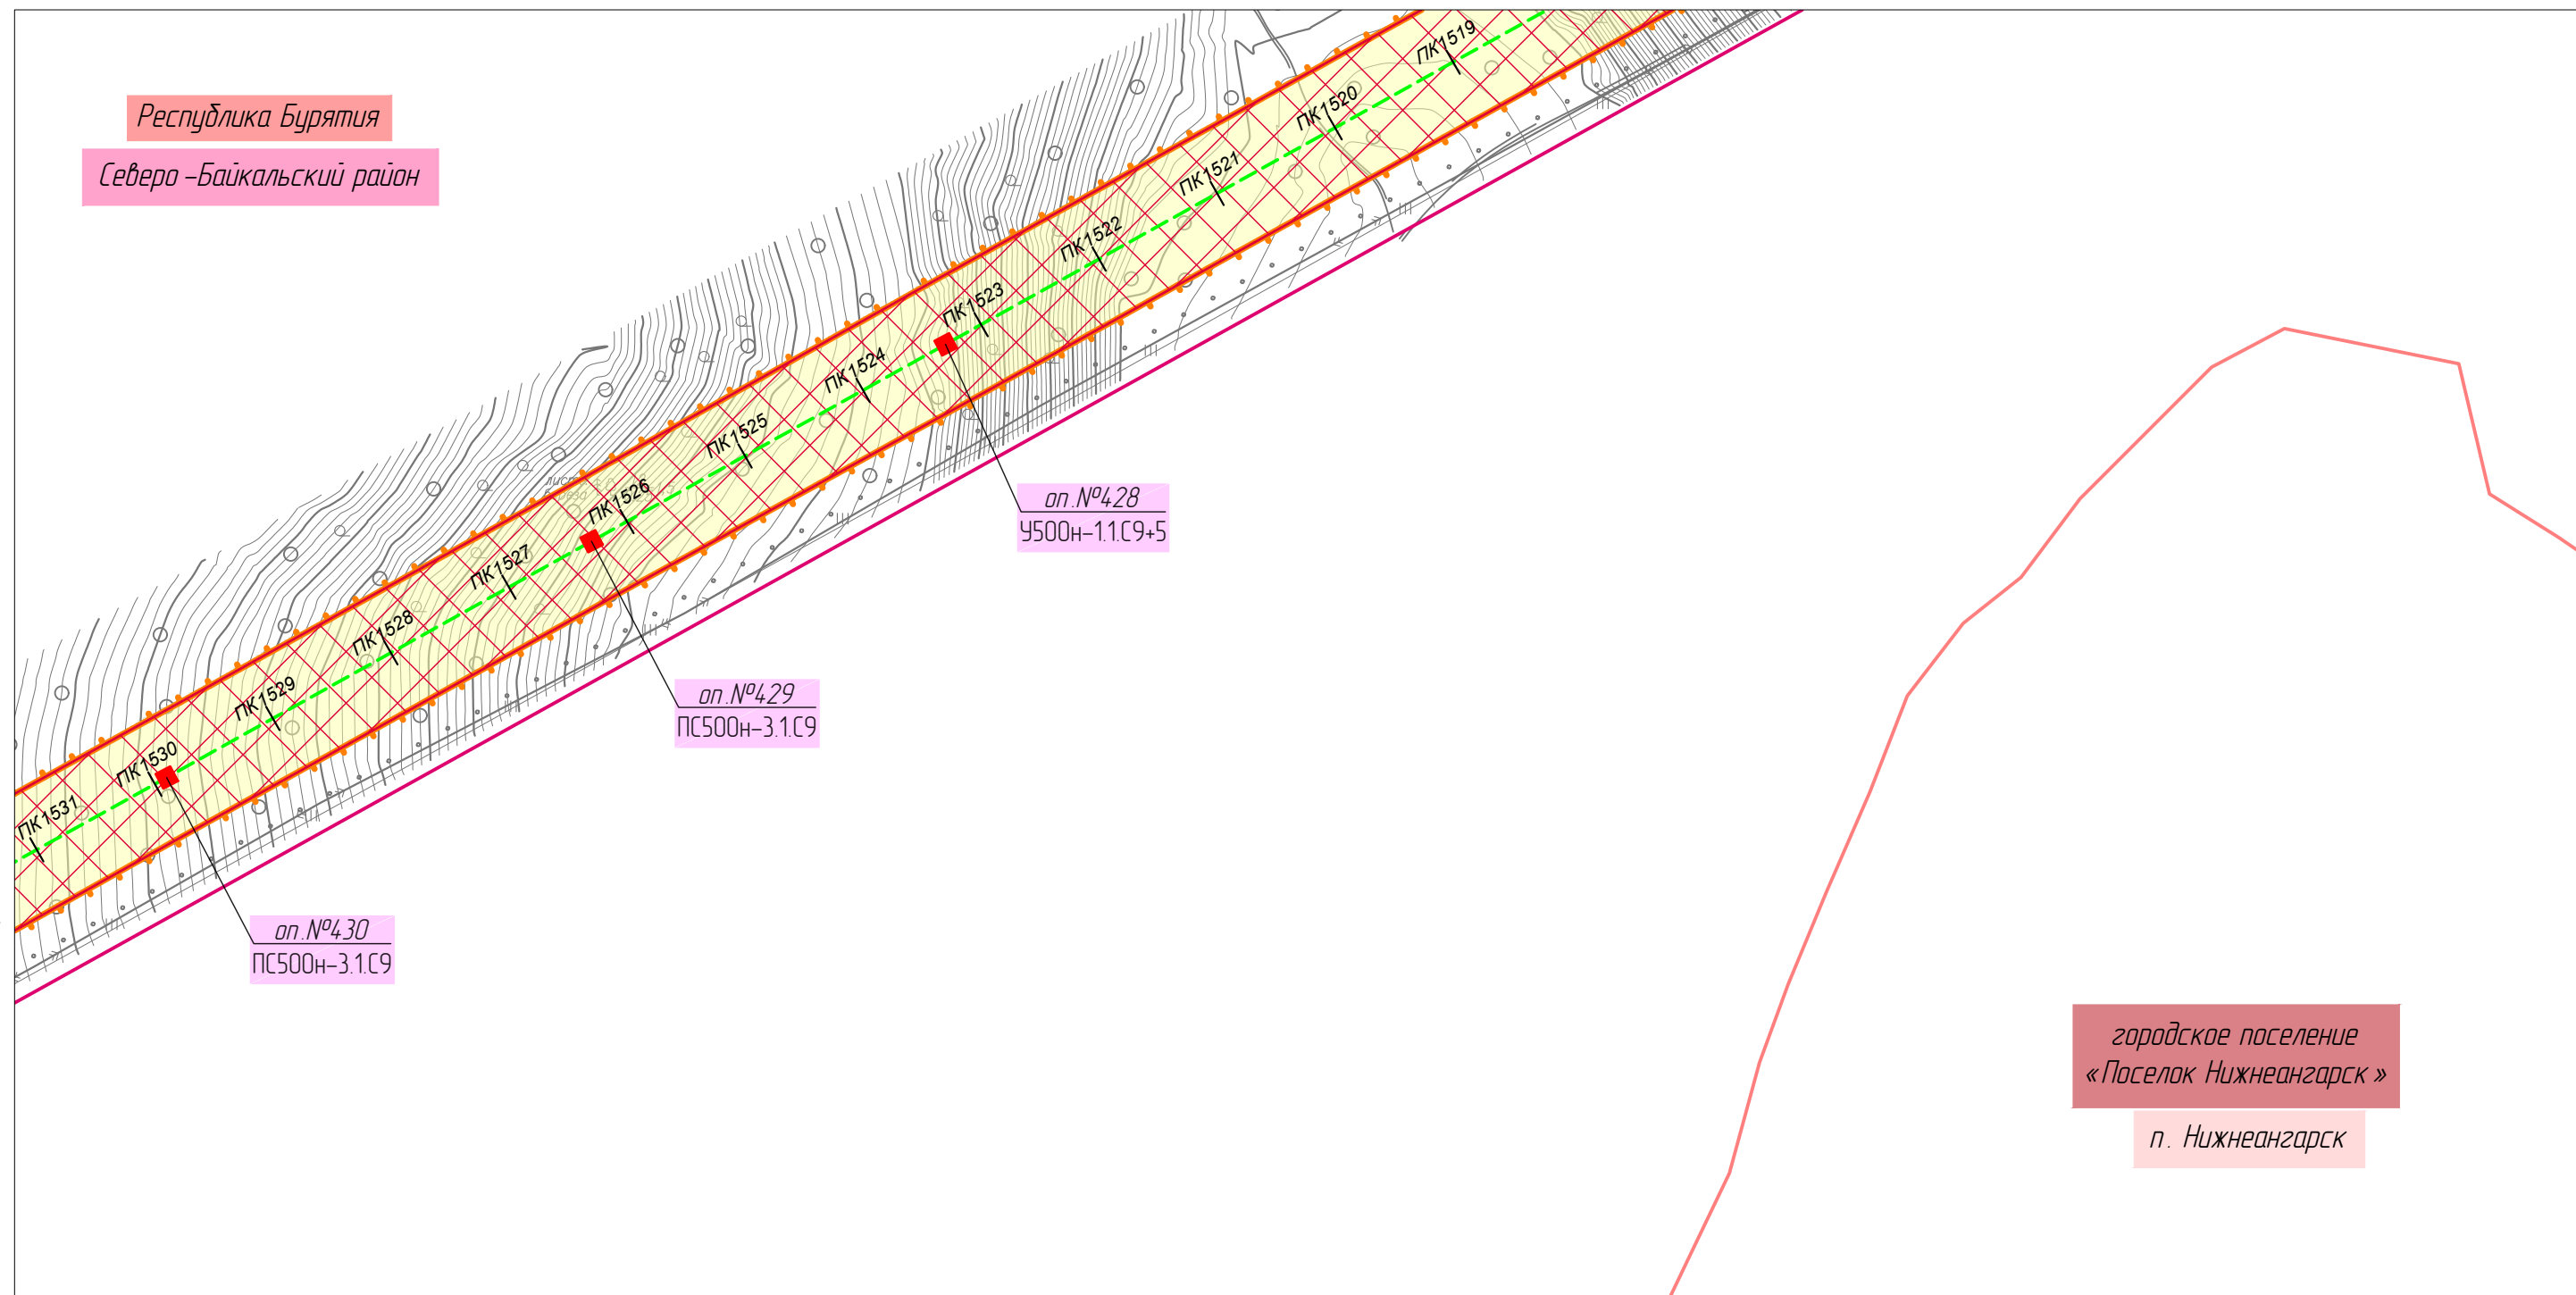 Республика Бурятия
Северо-Байкальский район
ПК1519
ПК1520
ПК1521
ПК1522
ПК1523
ПК1524
ПК1525
ПК1526
ПК1527
ПК1528
ПК1529
ПК1530
ПК1531
оп.№428
У500н-1.1.С9+5
оп.№429
ПС500н-3.1.С9
оп.№430
ПС500н-3.1.С9
городское поселение
«Поселок Нижнеангарск»
п. Нижнеангарск